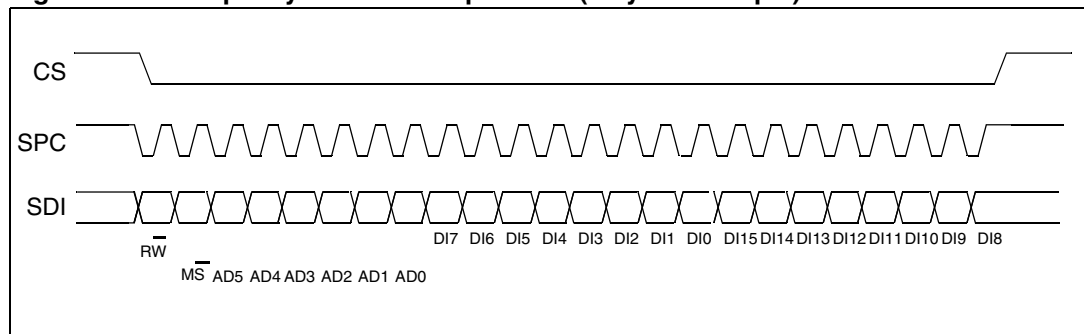 CS
SPC
SDI
DI7 DI6 DI5 DI4 DI3 DI2 DI1 DI0 DI15 DI14 DI13 DI12 DI11 DI10 DI9 DI8
RW
MS AD5 AD4 AD3 AD2 AD1 AD0